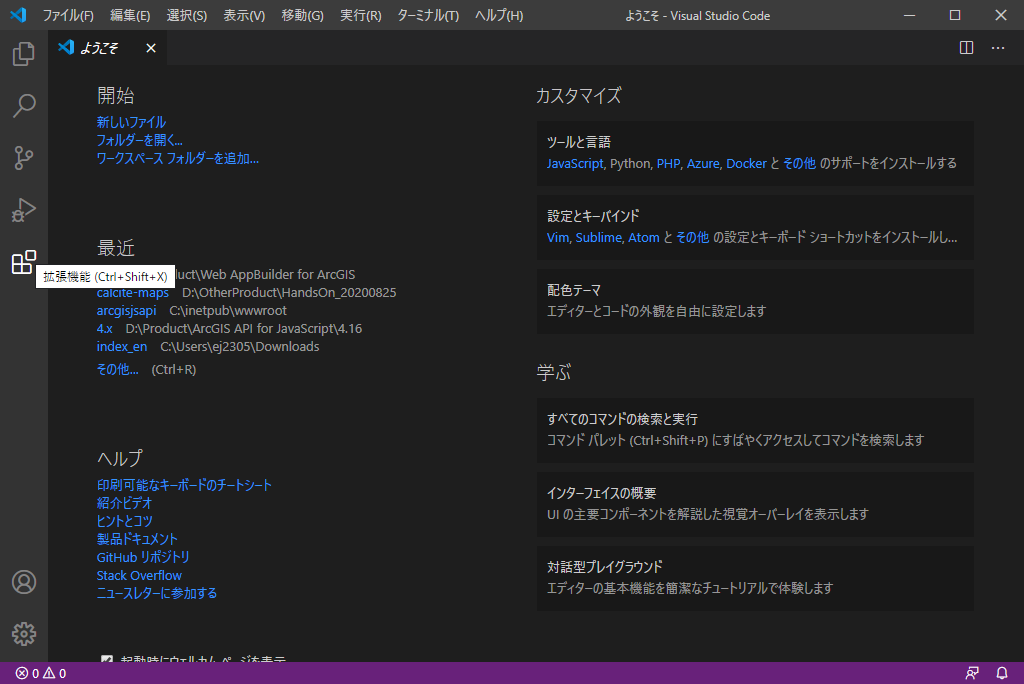 ファイル(F) 編集(E) 選択(S) 表示(V) 移動(G) 実行(R) ターミナル(T) ヘルプ(H) ようこそ - Visual Studio Code
ようこそ
開始
新しいファイル
フォルダーを開く...
ワークスペース フォルダーを追加...
最近
拡張機能 (Ctrl+Shift+X)
\Web AppBuilder for ArcGIS
calcite-maps D:\OtherProduct\HandsOn_20200825
arcgisjsapi C:\inetpub\wwwroot
4.x D:\Product\ArcGIS API for JavaScript\4.16
index_en C:\Users\ej2305\Downloads
その他... (Ctrl+R)
ヘルプ
印刷可能なキーボードのチートシート
紹介ビデオ
ヒントとコツ
製品ドキュメント
GitHub リポジトリ
Stack Overflow
ニュースレターに参加する
起動時にウェルカム ページを表示
カスタマイズ
ツールと言語
JavaScript, Python, PHP, Azure, Docker と その他 のサポートをインストールする
設定とキーバインド
Vim, Sublime, Atom と その他 の設定とキーボード ショートカットをインストールし...
配色テーマ
エディターとコードの外観を自由に設定します
学ぶ
すべてのコマンドの検索と実行
コマンド パレット (Ctrl+Shift+P) にすばやくアクセスしてコマンドを検索します
インターフェイスの概要
UI の主要コンポーネントを解説した視覚オーバーレイを表示します
対話型プレイグラウンド
エディターの基本機能を簡潔なチュートリアルで体験します
0 0